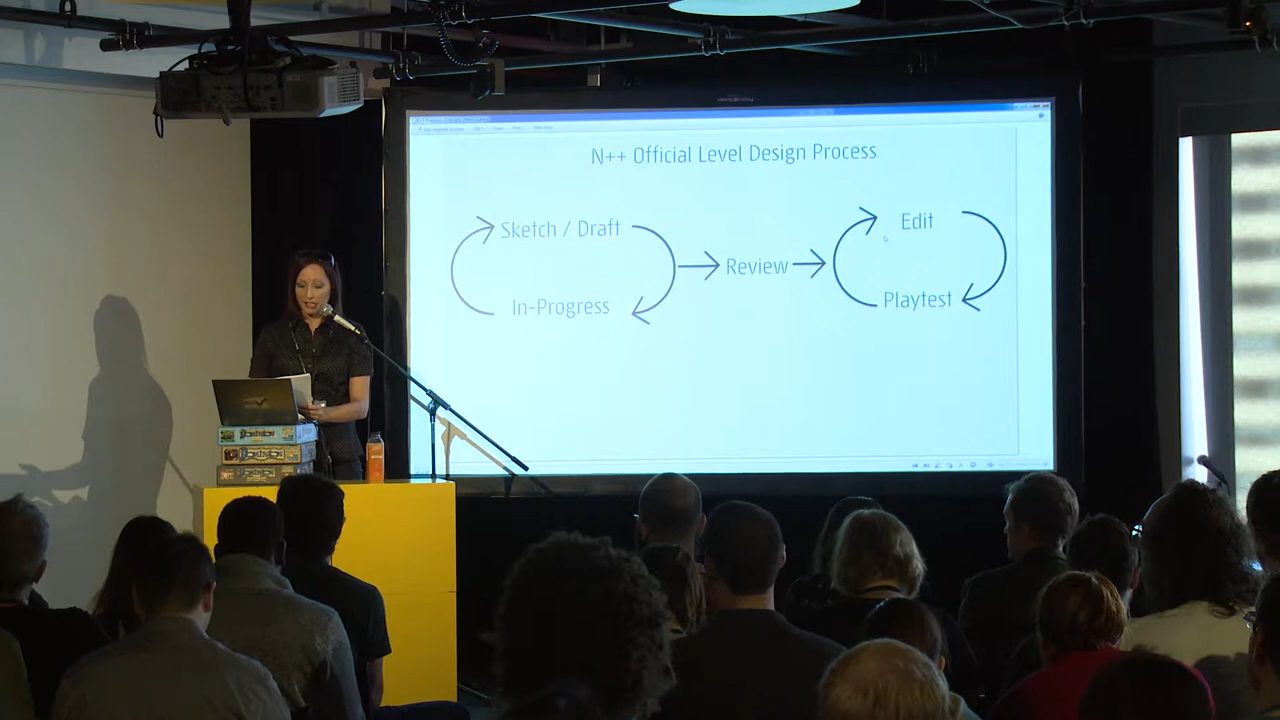 N++ Official Level Design Process
Sketch / Draft
In-Progress
Review
Edit
Playtest